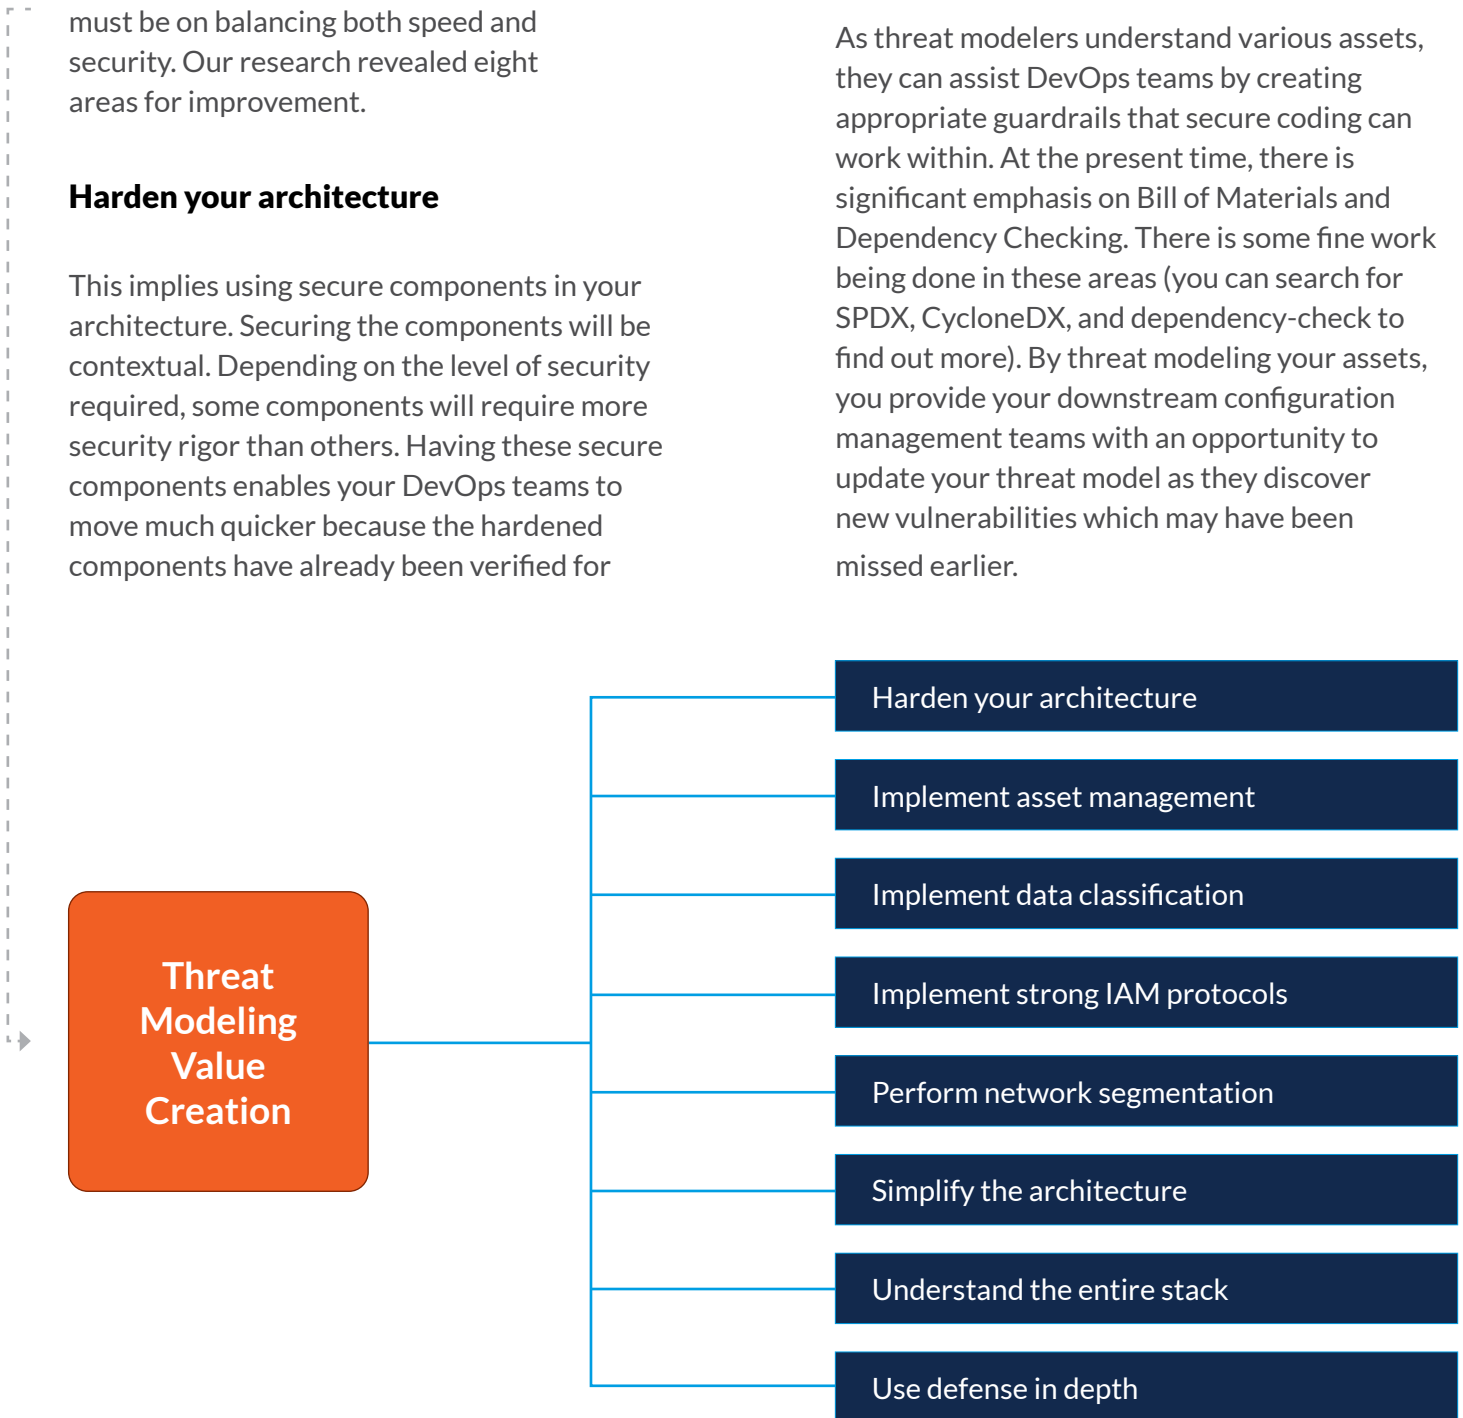 must be on balancing both speed and
security. Our research revealed eight
areas for improvement.
Harden your architecture
This implies using secure components in your
architecture. Securing the components will be
contextual. Depending on the level of security
required, some components will require more
security rigor than others. Having these secure
components enables your DevOps teams to
move much quicker because the hardened
components have already been verified for
As threat modelers understand various assets,
they can assist DevOps teams by creating
appropriate guardrails that secure coding can
work within. At the present time, there is
significant emphasis on Bill of Materials and
Dependency Checking. There is some fine work
being done in these areas (you can search for
SPDX, CycloneDX, and dependency-check to
find out more). By threat modeling your assets,
you provide your downstream configuration
management teams with an opportunity to
update your threat model as they discover
new vulnerabilities which may have been
missed earlier.
Threat
Modeling
Value
Creation
Harden your architecture
Implement asset management
Implement data classification
Implement strong IAM protocols
Perform network segmentation
Simplify the architecture
Understand the entire stack
Use defense in depth